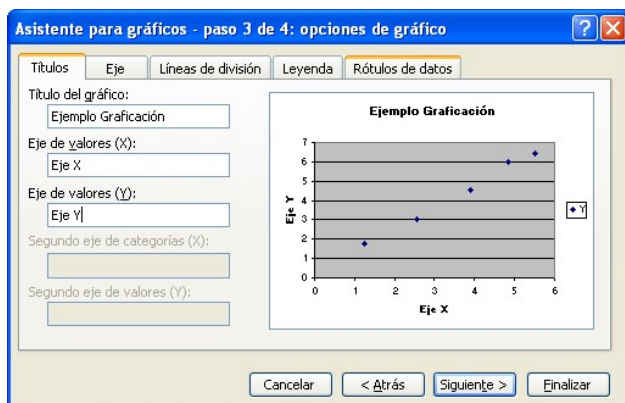 Asistente para gráficos - paso 3 de 4: opciones de gráfico
Títulos
Eje
Líneas de división
Leyenda
Rótulos de datos
Título del gráfico:
Ejemplo Graficación
Eje de valores (X):
Eje X
Eje de valores (Y):
Eje Y
Segundo eje de categorías (X):
Segundo eje de valores (Y):
Ejemplo Graficación
Eje Y
7
6
5
4
3
2
1
0
0 1 2 3 4 5 6
Eje X
Y
Cancelar
< Atrás
Siguiente >
Finalizar